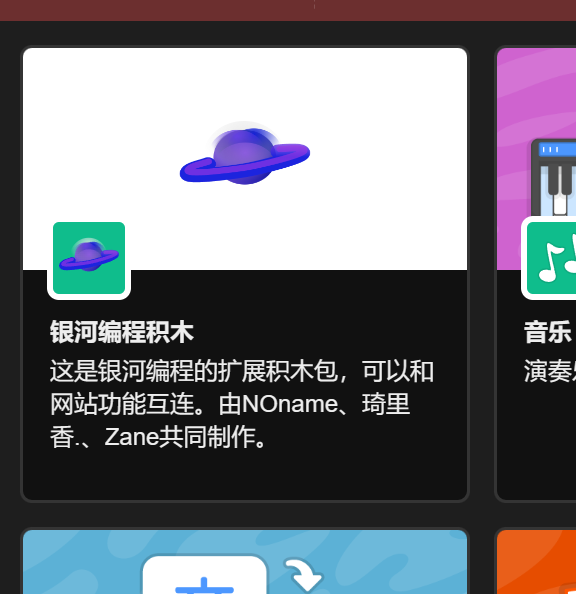 银河编程积木
这是银河编程的扩展积木包，可以和
网站功能互连。由NOname、琦里
香.、Zane共同制作。
音乐
演奏